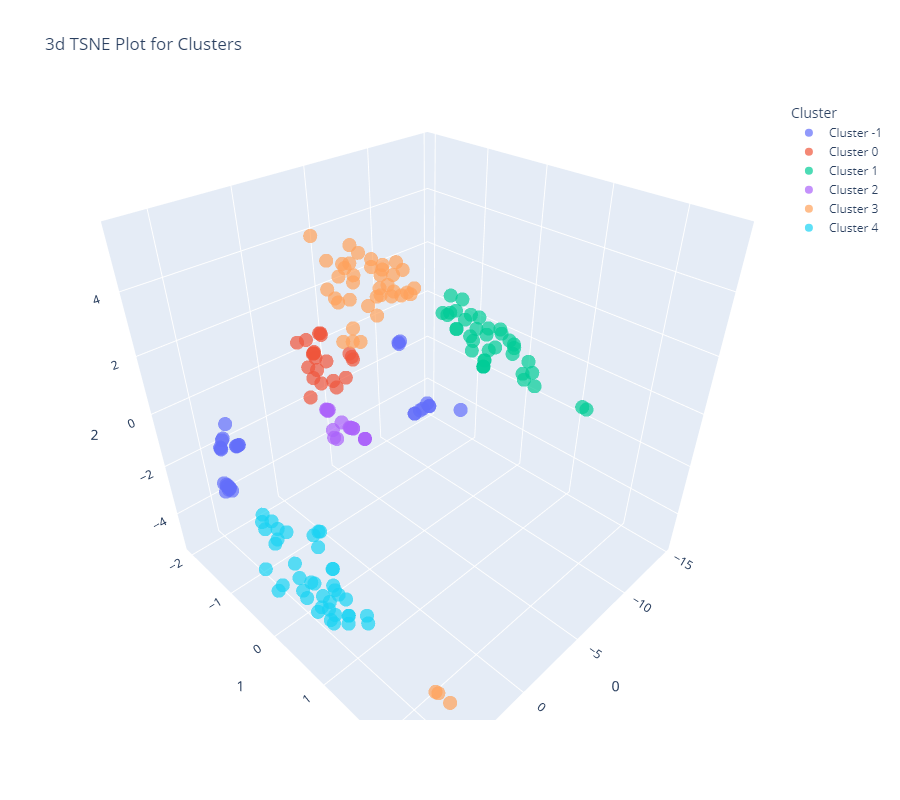 3d TSNE Plot for Clusters
Cluster
Cluster -1
Cluster 0
Cluster 1
Cluster 2
Cluster 3
Cluster 4
4
2
0
−2
−4
2
−2
−1
0
1
1
−15
−10
−5
0
0